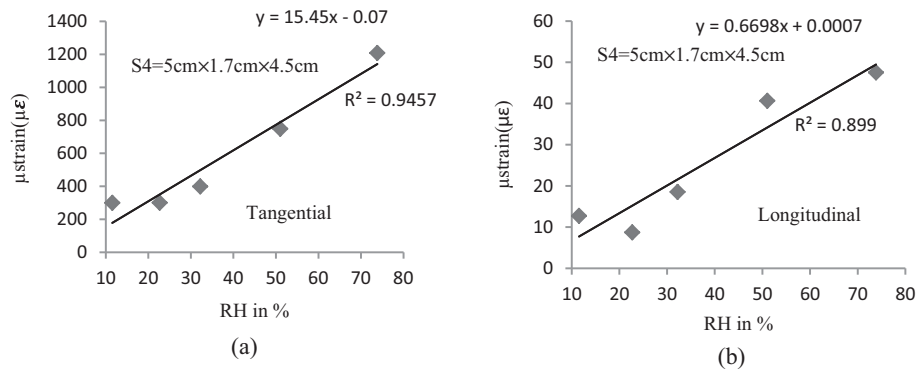 y = 15.45x - 0.07
1400
1200
1000
800
600
400
200
0
μstrain(με)
S4=5cm×1.7cm×4.5cm
R² = 0.9457
Tangential
10 20 30 40 50 60 70 80
RH in %
(a)
y = 0.6698x + 0.0007
60
50
40
30
20
10
0
μstrain(με)
S4=5cm×1.7cm×4.5cm
R² = 0.899
Longitudinal
10 20 30 40 50 60 70 80
RH in %
(b)